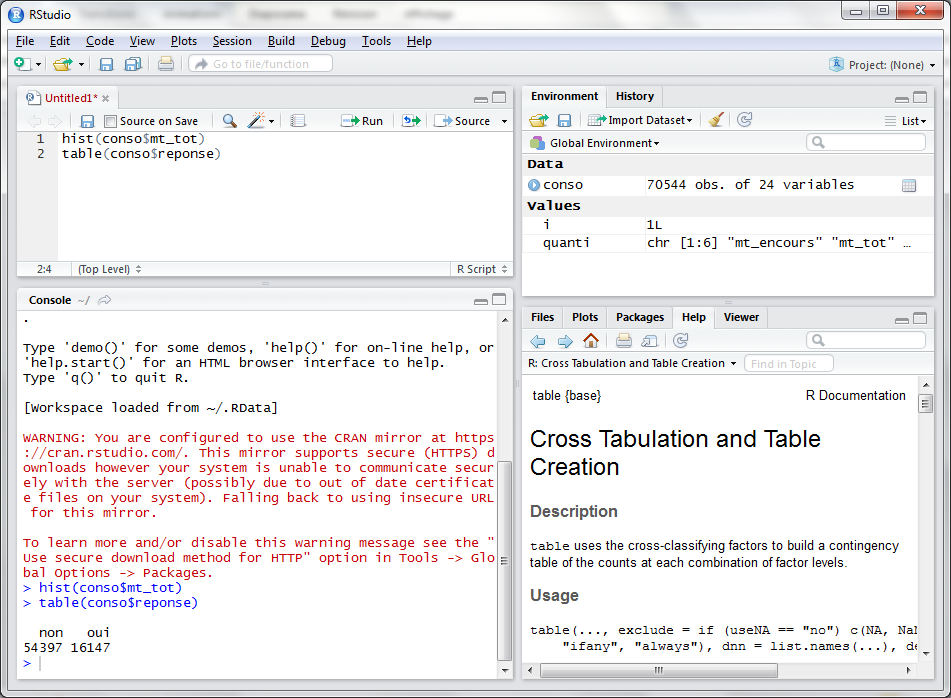 RStudio
File Edit Code View Plots Session Build Debug Tools Help
Go to file/function
Project: (None)
Untitled1*
Source on Save
Run
Source
1 hist(conso$mt_tot)
2 table(conso$reponse)
2:4 (Top Level) R Script
Console ~/
.
Type 'demo()' for some demos, 'help()' for on-line help, or
'help.start()' for an HTML browser interface to help.
Type 'q()' to quit R.
[Workspace loaded from ~/.RData]
WARNING: You are configured to use the CRAN mirror at https
://cran.rstudio.com/. This mirror supports secure (HTTPS) d
ownloads however your system is unable to communicate secur
ely with the server (possibly due to out of date certificat
e files on your system). Falling back to using insecure URL
for this mirror.
To learn more and/or disable this warning message see the "
Use secure download method for HTTP" option in Tools -> Glo
bal Options -> Packages.
> hist(conso$mt_tot)
> table(conso$reponse)
non oui
54397 16147
>
Environment History
Import Dataset
List
Global Environment
Data
conso 70544 obs. of 24 variables
Values
i 1L
quanti chr [1:6] "mt_encours" "mt_tot" …
Files Plots Packages Help Viewer
R: Cross Tabulation and Table Creation Find in Topic
table {base} R Documentation
Cross Tabulation and Table
Creation
Description
table uses the cross-classifying factors to build a contingency
table of the counts at each combination of factor levels.
Usage
table(..., exclude = if (useNA == "no") c(NA, NaN
"ifany", "always"), dnn = list.names(...), de